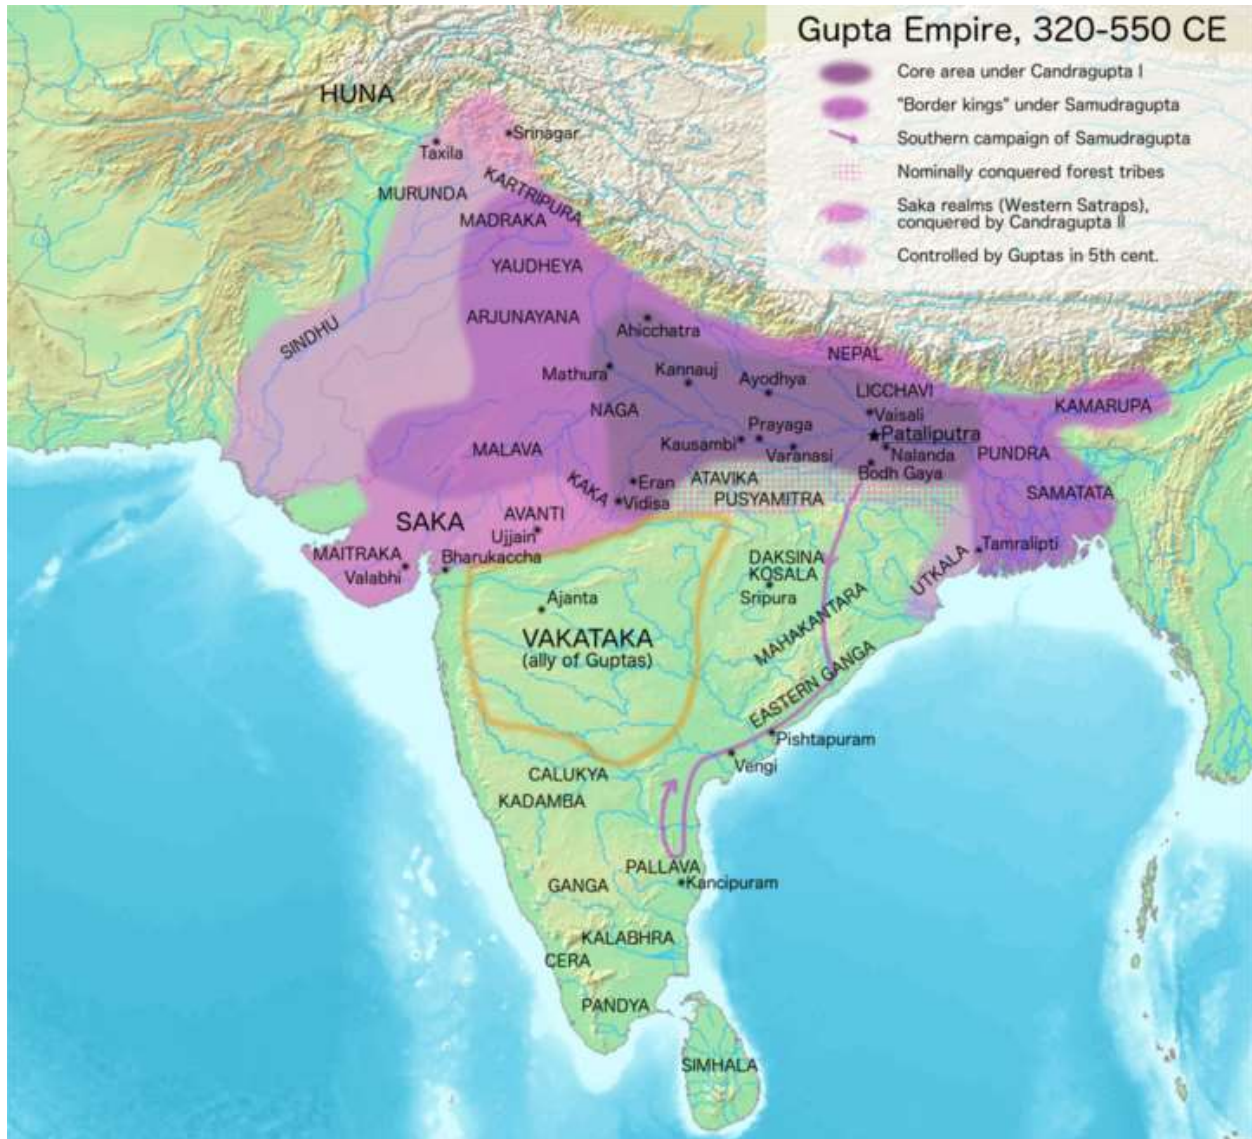 Gupta Empire, 320-550 CE
Core area under Candragupta I
"Border kings" under Samudragupta
Southern campaign of Samudragupta
Nominally conquered forest tribes
Saka realms (Western Satraps),
conquered by Candragupta II
Controlled by Guptas in 5th cent.
HUNA
Srinagar
Taxila
MURUNDA
KARTRIPURA
MADRAKA
YAUDHEYA
ARJUNAYANA
SINDHU
Ahicchatra
NEPAL
Mathura
Kannauj
Ayodhya
LICCHAVI
KAMARUPA
NAGA
Vaisali
Prayaga
Pataliputra
Kausambi
Varanasi
Nalanda
PUNDRA
MALAVA
Bodh Gaya
KAKA
Eran
ATAVIKA
PUSYAMITRA
SAMATATA
Vidisa
SAKA
AVANTI
Ujjain
MAITRAKA
Bharukaccha
Valabhi
Tamralipti
DAKSINA
KOSALA
UTKALA
Sripura
Ajanta
MAHAKANTARA
VAKATAKA
(ally of Guptas)
EASTERN GANGA
Pishtapuram
Vengi
CALUKYA
KADAMBA
PALLAVA
Kancipuram
GANGA
KALABHRA
CERA
PANDYA
SIMHALA